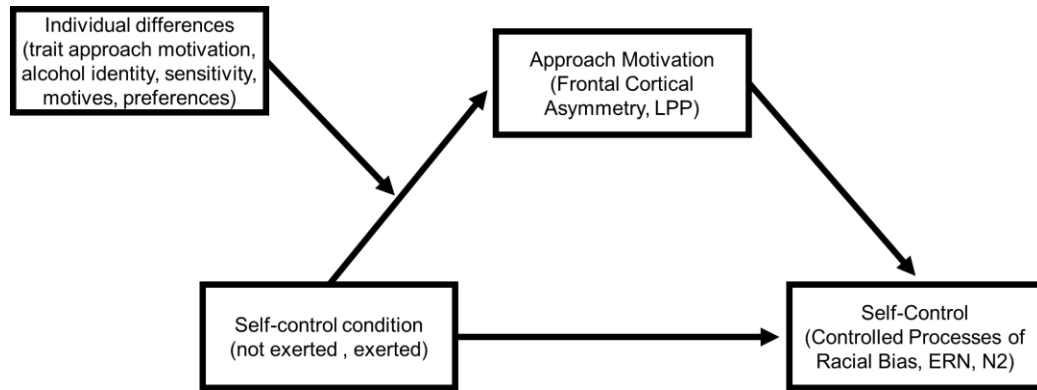 Individual differences
(trait approach motivation,
alcohol identity, sensitivity,
motives, preferences)
Approach Motivation
(Frontal Cortical
Asymmetry, LPP)
Self-control condition
(not exerted , exerted)
Self-Control
(Controlled Processes of
Racial Bias, ERN, N2)